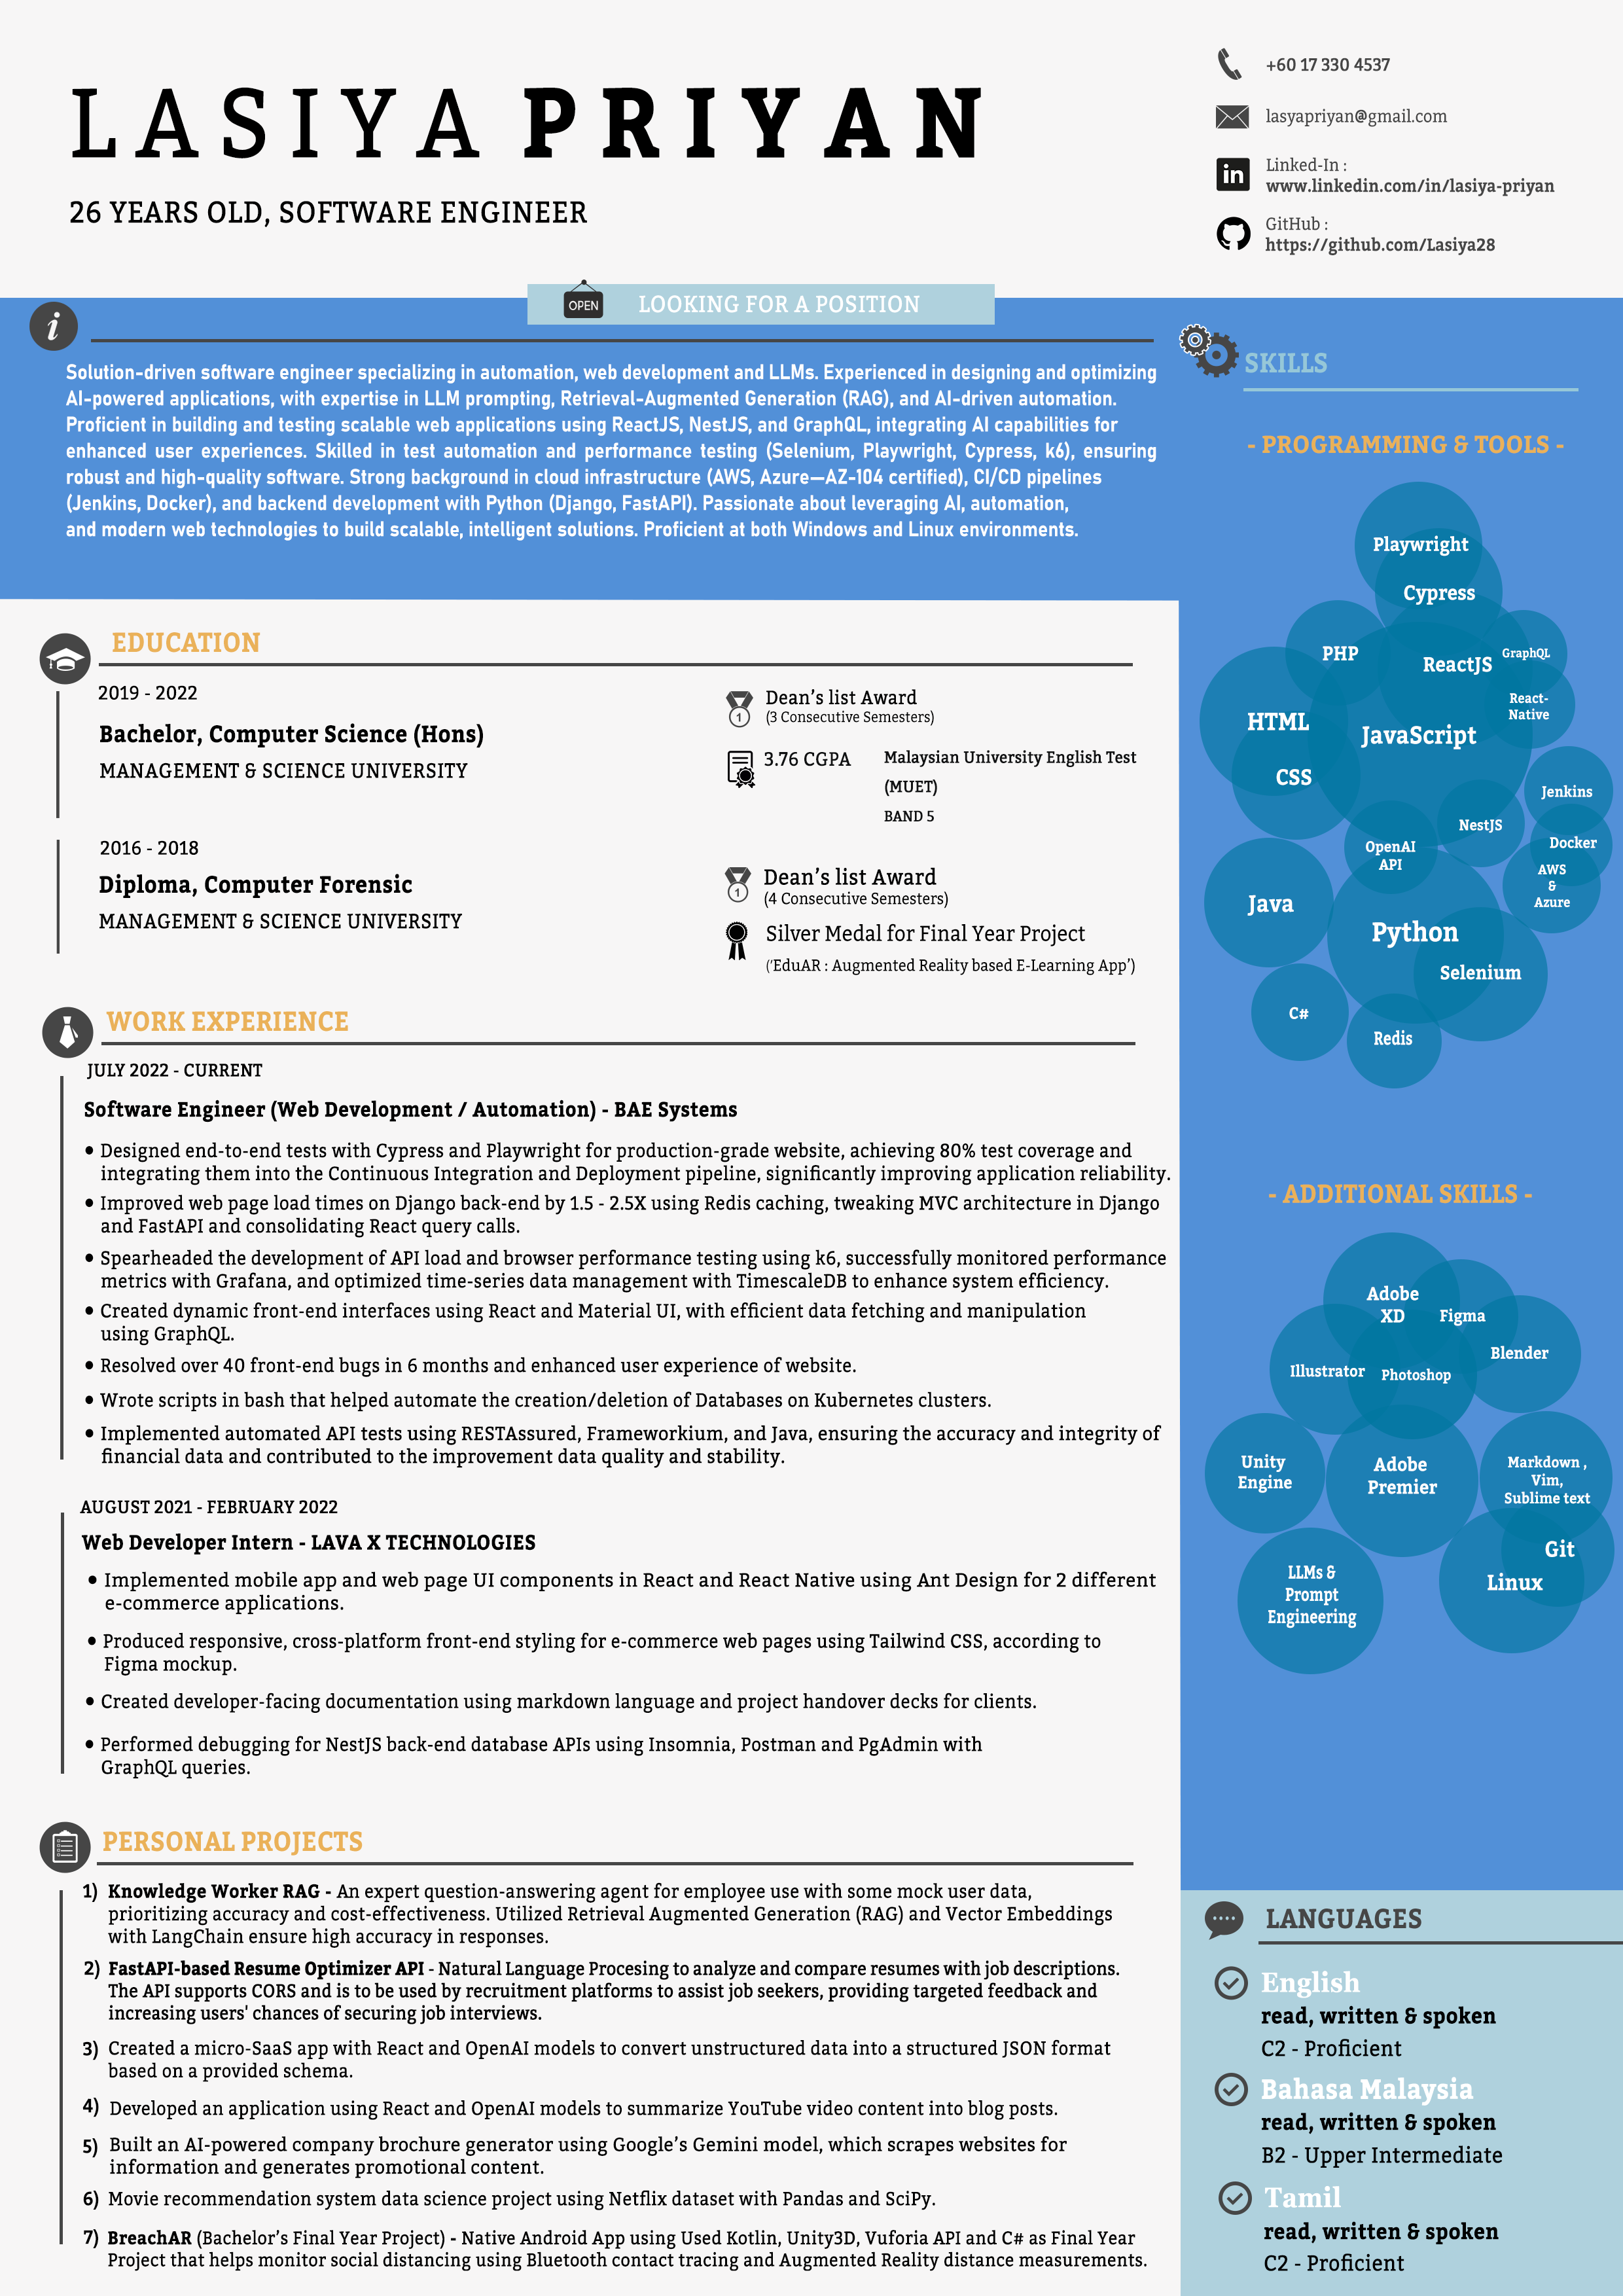 LASIYA PRIYAN
26 YEARS OLD, SOFTWARE ENGINEER
+60 17 330 4537
lasyapriyan@gmail.com
in
Linked-In :
www.linkedin.com/in/lasiya-priyan
GitHub :
https://github.com/Lasiya28
OPEN
LOOKING FOR A POSITION
i
Solution-driven software engineer specializing in automation, web development and LLMs. Experienced in designing and optimizing
AI-powered applications, with expertise in LLM prompting, Retrieval-Augmented Generation (RAG), and AI-driven automation.
Proficient in building and testing scalable web applications using ReactJS, NestJS, and GraphQL, integrating AI capabilities for
enhanced user experiences. Skilled in test automation and performance testing (Selenium, Playwright, Cypress, k6), ensuring
robust and high-quality software. Strong background in cloud infrastructure (AWS, Azure—AZ-104 certified), CI/CD pipelines
(Jenkins, Docker), and backend development with Python (Django, FastAPI). Passionate about leveraging AI, automation,
and modern web technologies to build scalable, intelligent solutions. Proficient at both Windows and Linux environments.
EDUCATION
2019 - 2022
Bachelor, Computer Science (Hons)
MANAGEMENT & SCIENCE UNIVERSITY
1
Dean's list Award
(3 Consecutive Semesters)
3.76 CGPA
Malaysian University English Test
(MUET)
BAND 5
2016 - 2018
Diploma, Computer Forensic
MANAGEMENT & SCIENCE UNIVERSITY
1
Dean's list Award
(4 Consecutive Semesters)
Silver Medal for Final Year Project
('EduAR : Augmented Reality based E-Learning App')
WORK EXPERIENCE
JULY 2022 - CURRENT
Software Engineer (Web Development / Automation) - BAE Systems
• Designed end-to-end tests with Cypress and Playwright for production-grade website, achieving 80% test coverage and
integrating them into the Continuous Integration and Deployment pipeline, significantly improving application reliability.
• Improved web page load times on Django back-end by 1.5 - 2.5X using Redis caching, tweaking MVC architecture in Django
and FastAPI and consolidating React query calls.
• Spearheaded the development of API load and browser performance testing using k6, successfully monitored performance
metrics with Grafana, and optimized time-series data management with TimescaleDB to enhance system efficiency.
• Created dynamic front-end interfaces using React and Material UI, with efficient data fetching and manipulation
using GraphQL.
• Resolved over 40 front-end bugs in 6 months and enhanced user experience of website.
• Wrote scripts in bash that helped automate the creation/deletion of Databases on Kubernetes clusters.
• Implemented automated API tests using RESTAssured, Frameworkium, and Java, ensuring the accuracy and integrity of
financial data and contributed to the improvement data quality and stability.
AUGUST 2021 - FEBRUARY 2022
Web Developer Intern - LAVA X TECHNOLOGIES
• Implemented mobile app and web page UI components in React and React Native using Ant Design for 2 different
e-commerce applications.
• Produced responsive, cross-platform front-end styling for e-commerce web pages using Tailwind CSS, according to
Figma mockup.
• Created developer-facing documentation using markdown language and project handover decks for clients.
• Performed debugging for NestJS back-end database APIs using Insomnia, Postman and PgAdmin with
GraphQL queries.
PERSONAL PROJECTS
1) Knowledge Worker RAG - An expert question-answering agent for employee use with some mock user data,
prioritizing accuracy and cost-effectiveness. Utilized Retrieval Augmented Generation (RAG) and Vector Embeddings
with LangChain ensure high accuracy in responses.
2) FastAPI-based Resume Optimizer API - Natural Language Procesing to analyze and compare resumes with job descriptions.
The API supports CORS and is to be used by recruitment platforms to assist job seekers, providing targeted feedback and
increasing users' chances of securing job interviews.
3) Created a micro-SaaS app with React and OpenAI models to convert unstructured data into a structured JSON format
based on a provided schema.
4) Developed an application using React and OpenAI models to summarize YouTube video content into blog posts.
5) Built an AI-powered company brochure generator using Google's Gemini model, which scrapes websites for
information and generates promotional content.
6) Movie recommendation system data science project using Netflix dataset with Pandas and SciPy.
7) BreachAR (Bachelor's Final Year Project) - Native Android App using Used Kotlin, Unity3D, Vuforia API and C# as Final Year
Project that helps monitor social distancing using Bluetooth contact tracing and Augmented Reality distance measurements.
SKILLS
- PROGRAMMING & TOOLS -
Playwright
Cypress
PHP
ReactJS
GraphQL
React-
Native
HTML
JavaScript
CSS
Jenkins
NestJS
OpenAI
API
Docker
AWS
&
Azure
Java
Python
Selenium
C#
Redis
- ADDITIONAL SKILLS -
Adobe
XD
Figma
Blender
Illustrator
Photoshop
Unity
Engine
Adobe
Premier
Markdown ,
Vim,
Sublime text
Git
Linux
LLMs &
Prompt
Engineering
LANGUAGES
English
read, written & spoken
C2 - Proficient
Bahasa Malaysia
read, written & spoken
B2 - Upper Intermediate
Tamil
read, written & spoken
C2 - Proficient